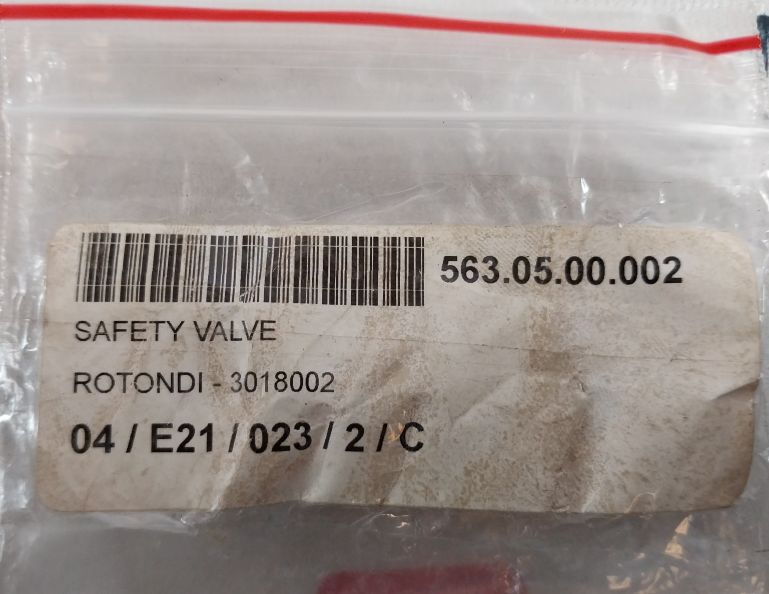 563.05.00.002
SAFETY VALVE
ROTONDI - 3018002
04 / E21 / 023 / 2 / C